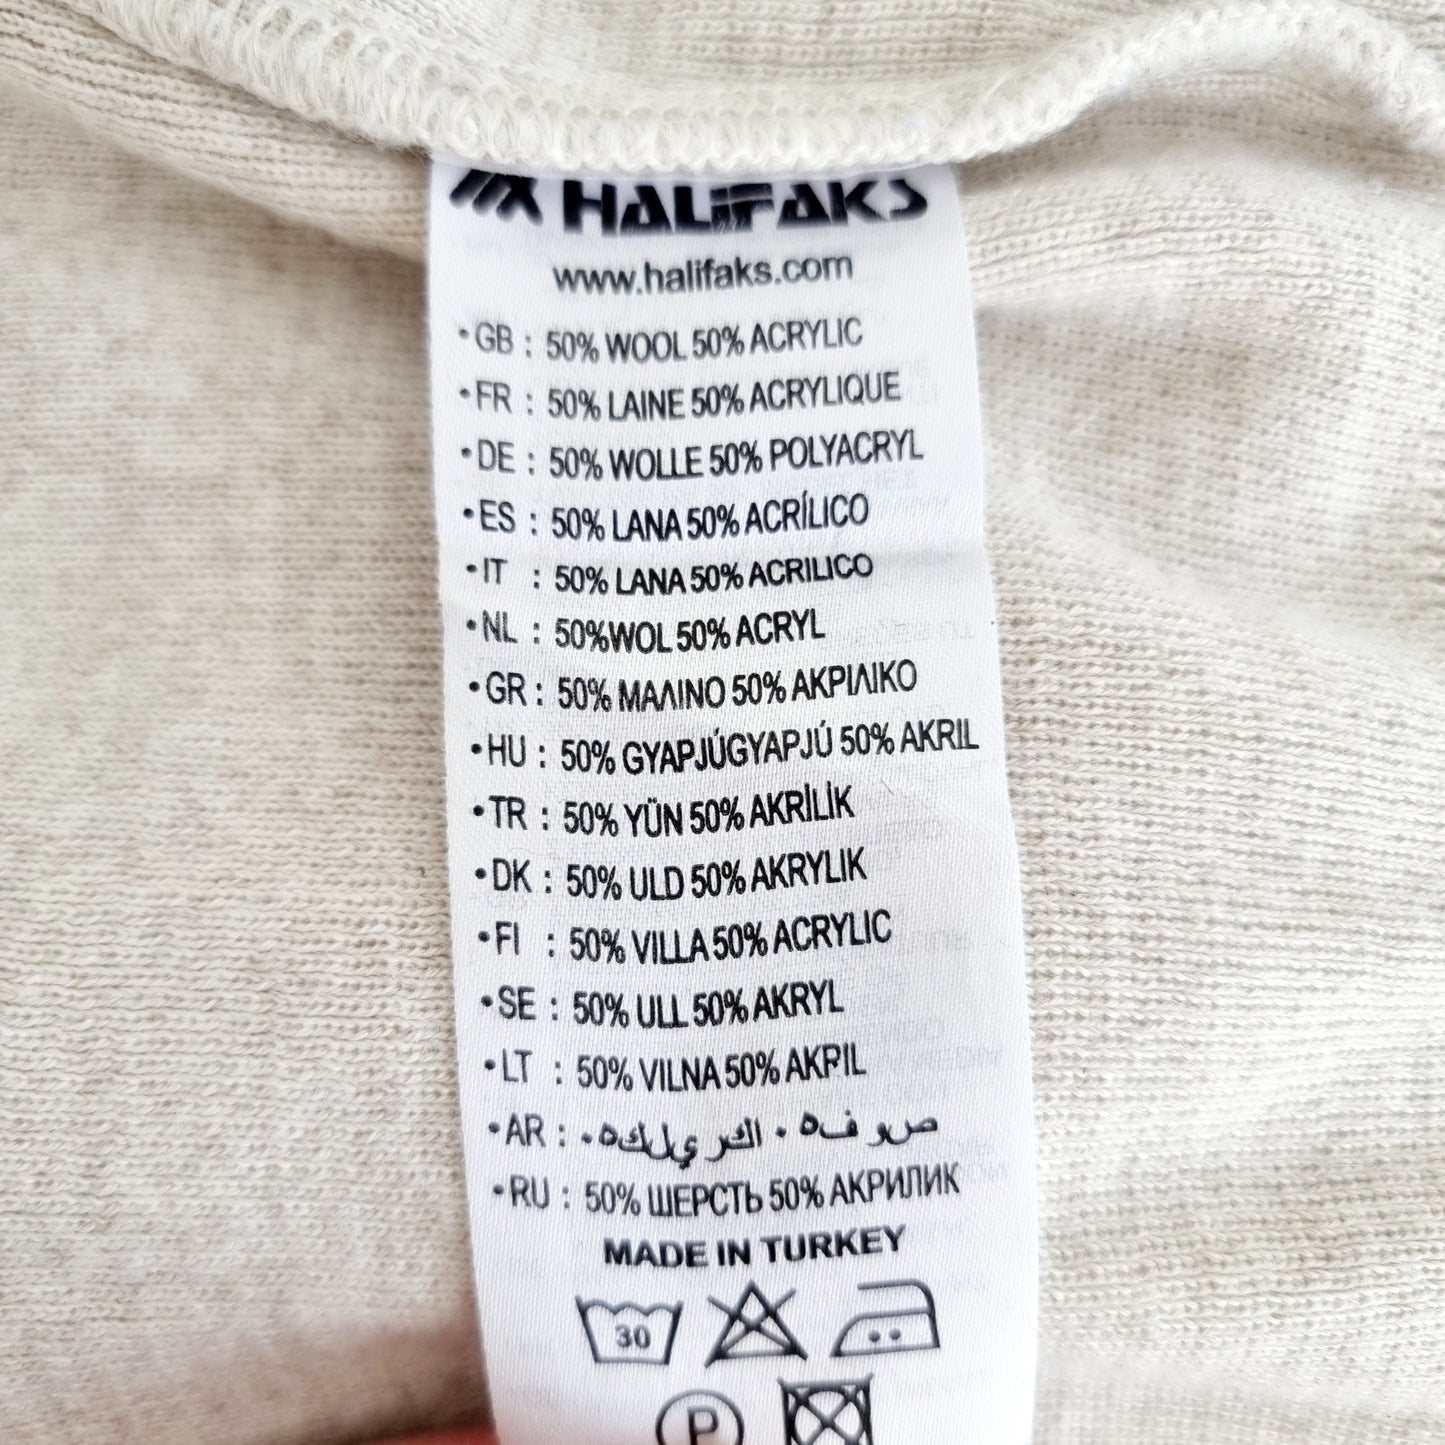 HALIFAKS
www.halifaks.com
•GB : 50% WOOL 50% ACRYLIC
•FR : 50% LAINE 50% ACRYLIQUE
•DE : 50% WOLLE 50% POLYACRYL
•ES : 50% LANA 50% ACRÍLICO
•IT : 50% LANA 50% ACRILICO
•NL : 50%WOL 50% ACRYL
•GR : 50% ΜΑΛΙΝΟ 50% ΑΚΡΙΛΙΚΟ
•HU : 50% GYAPJÚGYAPJÚ 50% AKRIL
•TR : 50% YÜN 50% AKRİLİK
•DK : 50% ULD 50% AKRYLIK
•FI : 50% VILLA 50% ACRYLIC
•SE : 50% ULL 50% AKRYL
•LT : 50% VILNA 50% AKRIL
•AR :
•RU : 50% ШЕРСТЬ 50% АКРИЛИК
MADE IN TURKEY
30
P